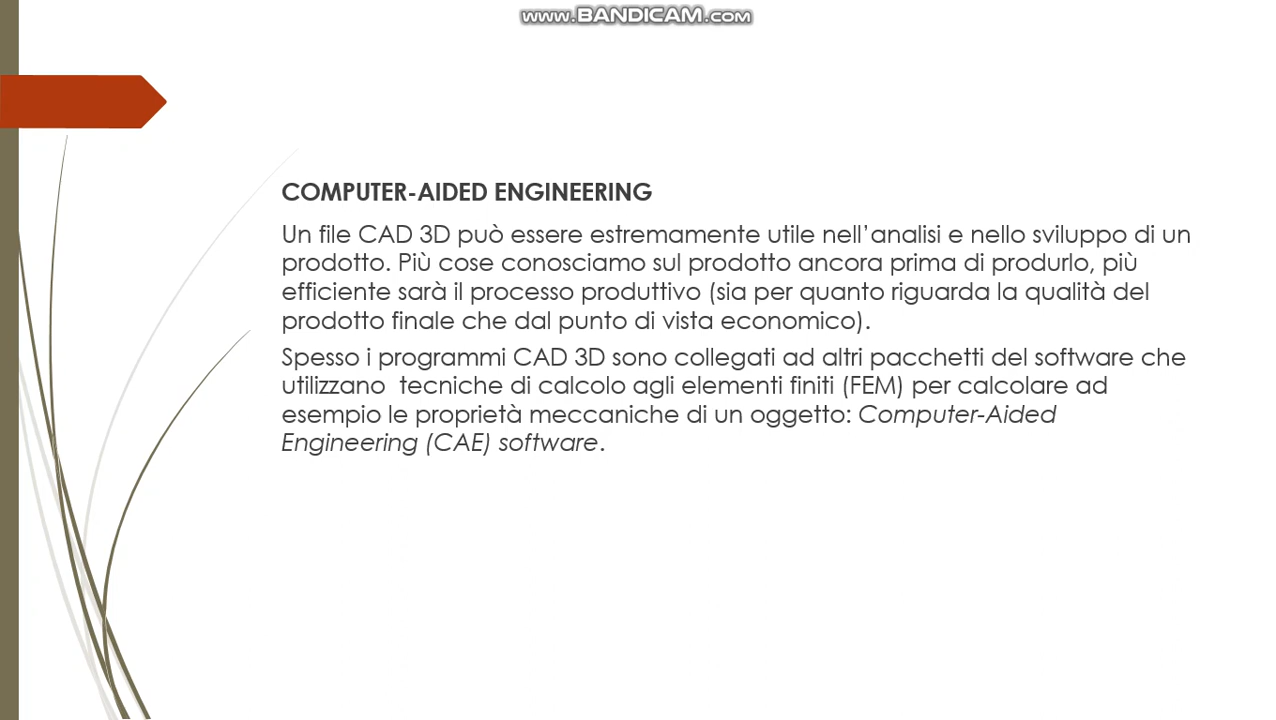 www.BANDICAM.com
COMPUTER-AIDED ENGINEERING
Un file CAD 3D può essere estremamente utile nell’analisi e nello sviluppo di un
prodotto. Più cose conosciamo sul prodotto ancora prima di produrlo, più
efficiente sarà il processo produttivo (sia per quanto riguarda la qualità del
prodotto finale che dal punto di vista economico).
Spesso i programmi CAD 3D sono collegati ad altri pacchetti del software che
utilizzano  tecniche di calcolo agli elementi finiti (FEM) per calcolare ad
esempio le proprietà meccaniche di un oggetto: Computer-Aided
Engineering (CAE) software.